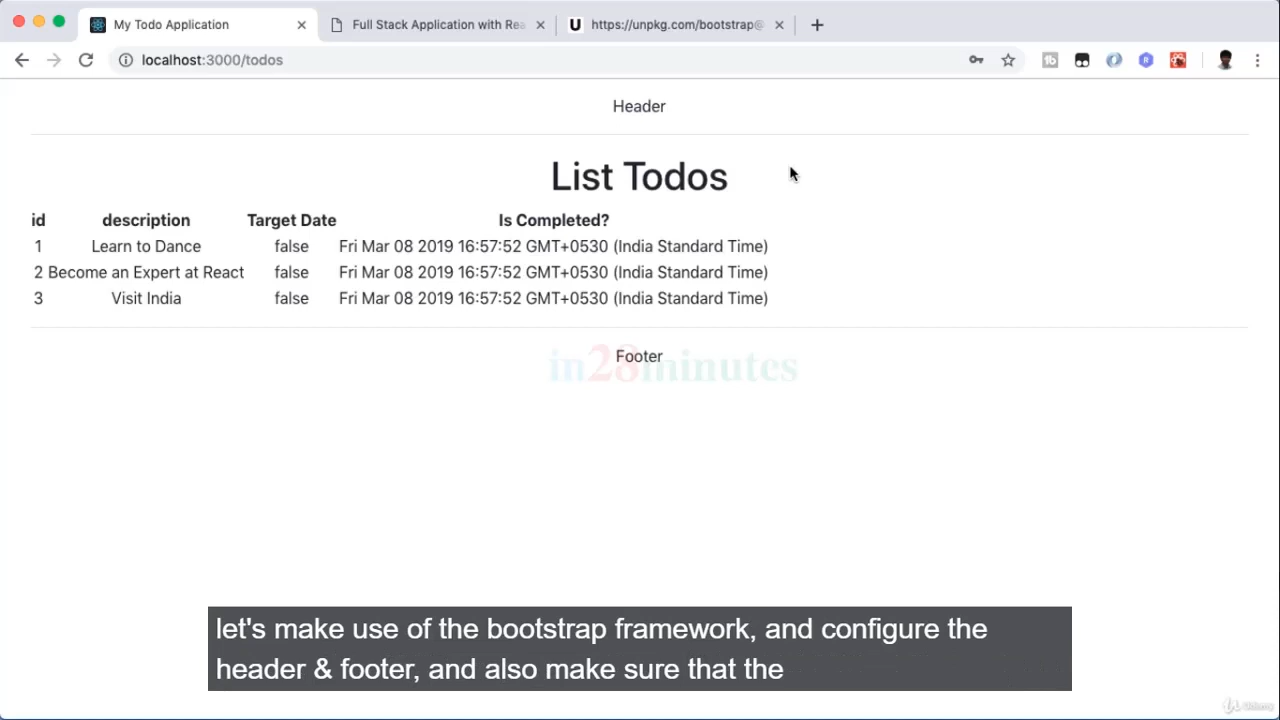 My Todo Application
Full Stack Application with Rea
U https://unpkg.com/bootstrap@
localhost:3000/todos
Header
List Todos
id description Target Date Is Completed?
1 Learn to Dance false Fri Mar 08 2019 16:57:52 GMT+0530 (India Standard Time)
2 Become an Expert at React false Fri Mar 08 2019 16:57:52 GMT+0530 (India Standard Time)
3 Visit India false Fri Mar 08 2019 16:57:52 GMT+0530 (India Standard Time)
Footer
in28minutes
let's make use of the bootstrap framework, and configure the
header & footer, and also make sure that the
Udemy